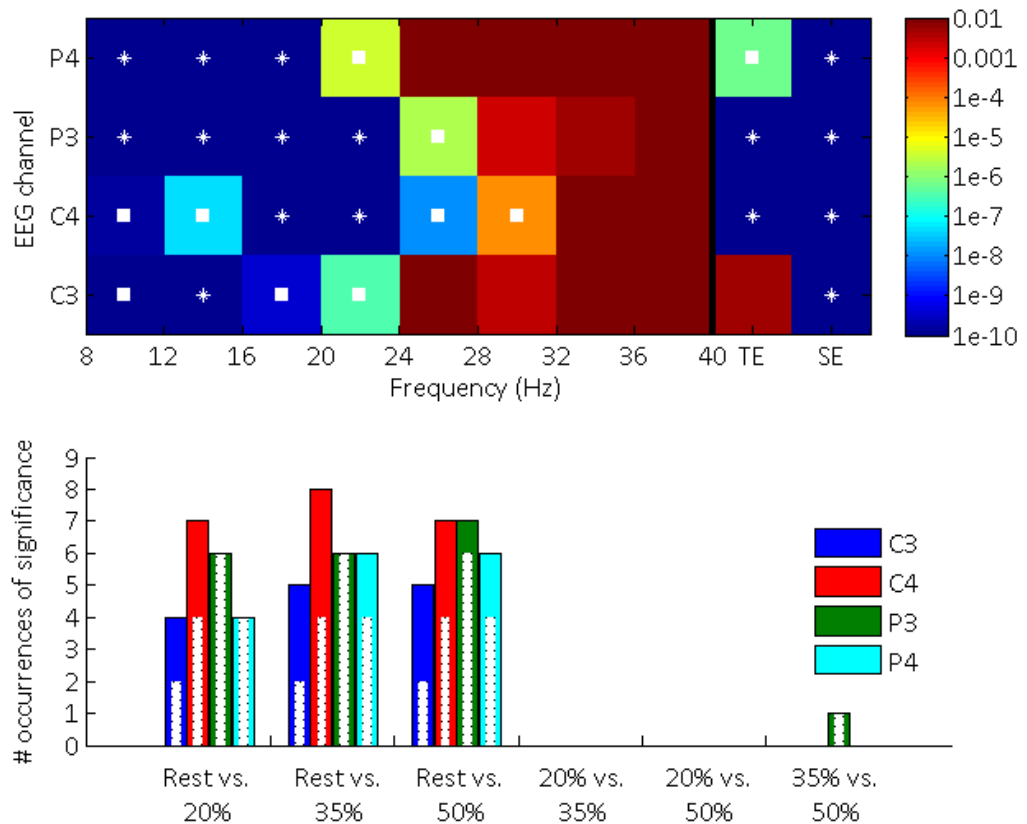 P4
P3
C4
C3
EEG channel
8 12 16 20 24 28 32 36 40 TE SE
Frequency (Hz)
0.01
0.001
1e-4
1e-5
1e-6
1e-7
1e-8
1e-9
1e-10
# occurrences of significance
9
8
7
6
5
4
3
2
1
0
C3
C4
P3
P4
Rest vs. 20%
Rest vs. 35%
Rest vs. 50%
20% vs. 35%
20% vs. 50%
35% vs. 50%